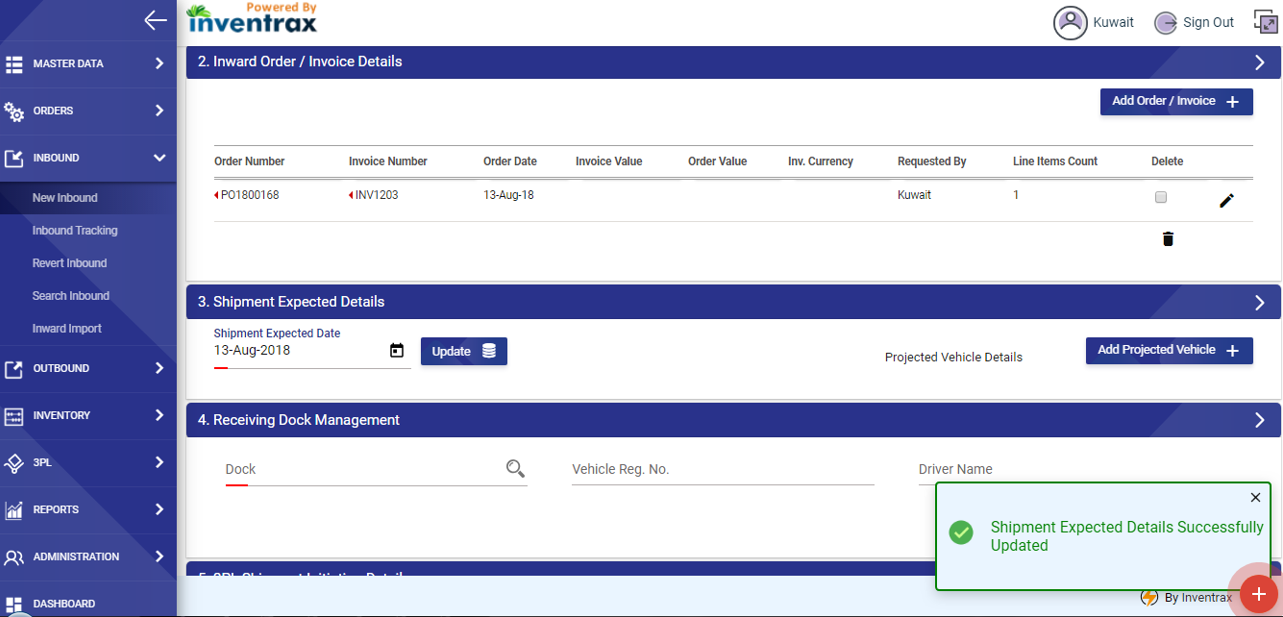 Powered By
inventrax
Kuwait
Sign Out
MASTER DATA
ORDERS
INBOUND
New Inbound
Inbound Tracking
Revert Inbound
Search Inbound
Inward Import
OUTBOUND
INVENTORY
3PL
REPORTS
ADMINISTRATION
DASHBOARD
2. Inward Order / Invoice Details
Add Order / Invoice +
Order Number Invoice Number Order Date Invoice Value Order Value Inv. Currency Requested By Line Items Count Delete
PO1800168 INV1203 13-Aug-18 Kuwait 1
3. Shipment Expected Details
Shipment Expected Date
13-Aug-2018
Update
Projected Vehicle Details
Add Projected Vehicle +
4. Receiving Dock Management
Dock
Vehicle Reg. No.
Driver Name
Shipment Expected Details Successfully
Updated
5. 3PL Shipment Initiation Details
By Inventrax